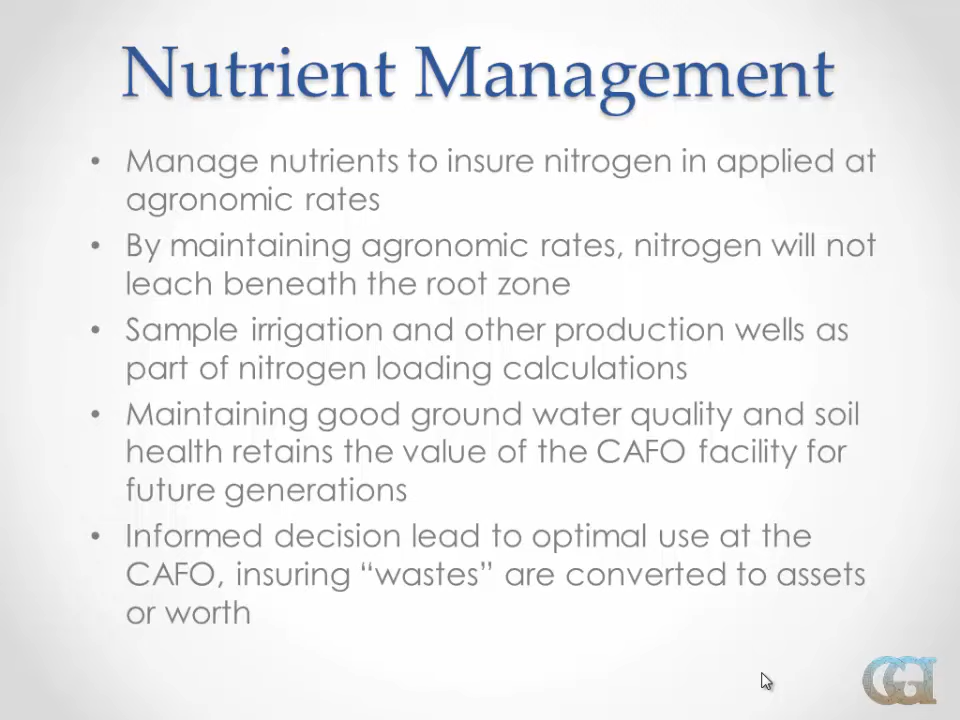 Nutrient Management
• Manage nutrients to insure nitrogen in applied at
agronomic rates
• By maintaining agronomic rates, nitrogen will not
leach beneath the root zone
• Sample irrigation and other production wells as
part of nitrogen loading calculations
• Maintaining good ground water quality and soil
health retains the value of the CAFO facility for
future generations
• Informed decision lead to optimal use at the
CAFO, insuring “wastes” are converted to assets
or worth